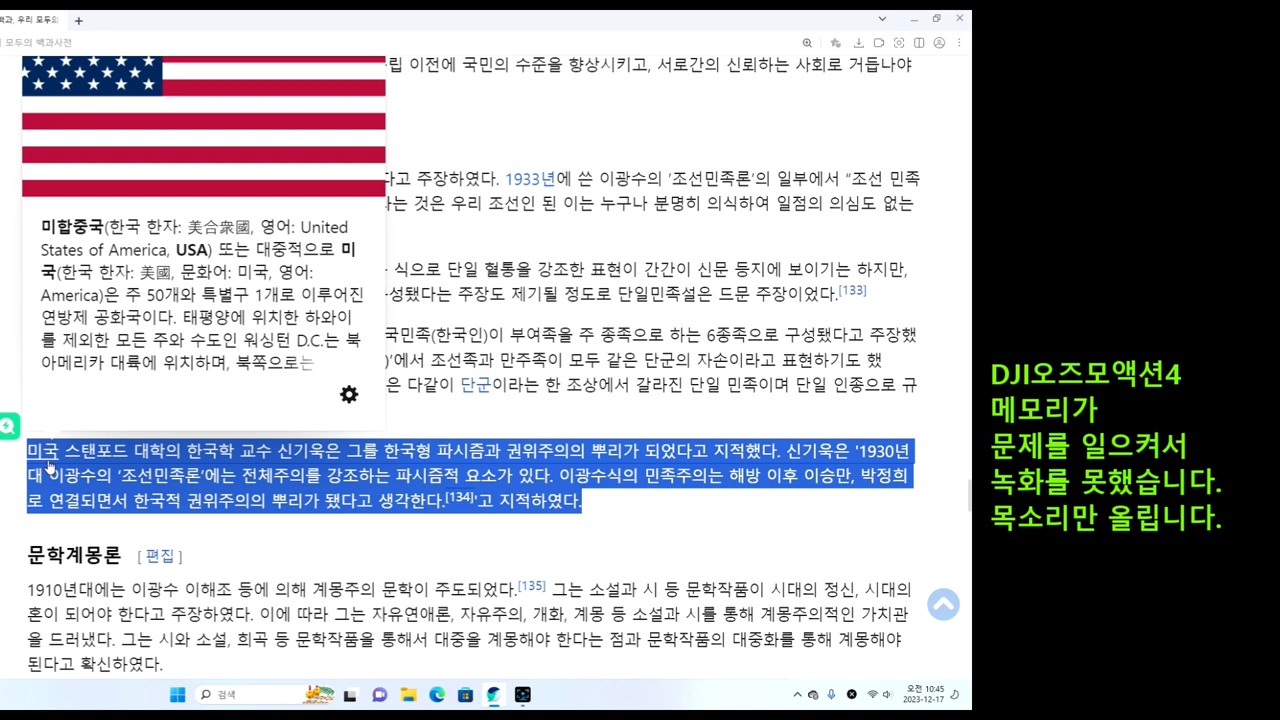 백과, 우리 모두의
모두의 백과사전
립 이전에 국민의 수준을 향상시키고, 서로간의 신뢰하는 사회로 거듭나야
다고 주장하였다. 1933년에 쓴 이광수의 ‘조선민족론’의 일부에서 “조선 민족
라는 것은 우리 조선인 된 이는 누구나 분명히 의식하여 일점의 의심도 없는
식으로 단일 혈통을 강조한 표현이 간간이 신문 등지에 보이기는 하지만,
성됐다는 주장도 제기될 정도로 단일민족설은 드문 주장이었다.[133]
국민족(한국인)이 부여족을 주 종족으로 하는 6종족으로 구성됐다고 주장했
)’에서 조선족과 만주족이 모두 같은 단군의 자손이라고 표현하기도 했
은 다같이 단군이라는 한 조상에서 갈라진 단일 민족이며 단일 인종으로 규
미합중국(한국 한자: 美合衆國, 영어: United
States of America, USA) 또는 대중적으로 미
국(한국 한자: 美國, 문화어: 미국, 영어:
America)은 주 50개와 특별구 1개로 이루어진
연방제 공화국이다. 태평양에 위치한 하와이
를 제외한 모든 주와 수도인 워싱턴 D.C.는 북
아메리카 대륙에 위치하며, 북쪽으로는
미국 스탠포드 대학의 한국학 교수 신기욱은 그를 한국형 파시즘과 권위주의의 뿌리가 되었다고 지적했다. 신기욱은 '1930년
대 이광수의 ‘조선민족론’에는 전체주의를 강조하는 파시즘적 요소가 있다. 이광수식의 민족주의는 해방 이후 이승만, 박정희
로 연결되면서 한국적 권위주의의 뿌리가 됐다고 생각한다.[134]'고 지적하였다.
문학계몽론 [편집]
1910년대에는 이광수 이해조 등에 의해 계몽주의 문학이 주도되었다.[135] 그는 소설과 시 등 문학작품이 시대의 정신, 시대의
혼이 되어야 한다고 주장하였다. 이에 따라 그는 자유연애론, 자유주의, 개화, 계몽 등 소설과 시를 통해 계몽주의적인 가치관
을 드러냈다. 그는 시와 소설, 희곡 등 문학작품을 통해서 대중을 계몽해야 한다는 점과 문학작품의 대중화를 통해 계몽해야
된다고 확신하였다.
검색
오전 10:45
2023-12-17
DJI오즈모액션4
메모리가
문제를 일으켜서
녹화를 못했습니다.
목소리만 올립니다.